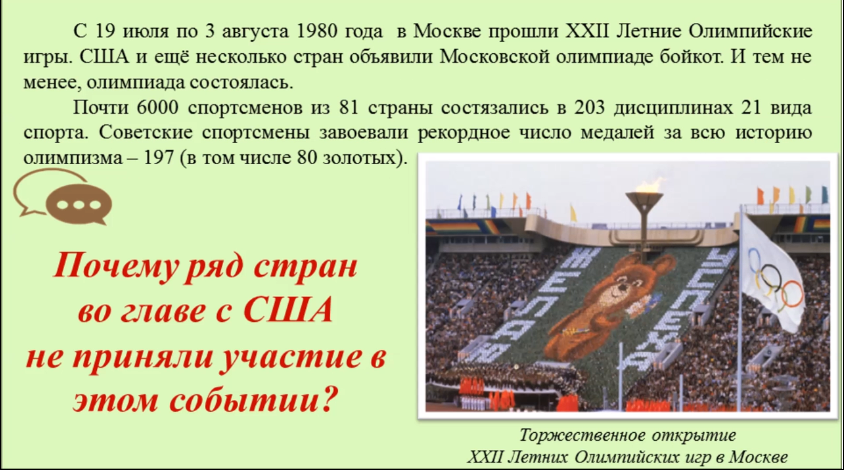 С 19 июля по 3 августа 1980 года в Москве прошли XXII Летние Олимпийские
игры. США и ещё несколько стран объявили Московской олимпиаде бойкот. И тем не
менее, олимпиада состоялась.
Почти 6000 спортсменов из 81 страны состязались в 203 дисциплинах 21 вида
спорта. Советские спортсмены завоевали рекордное число медалей за всю историю
олимпизма – 197 (в том числе 80 золотых).
Почему ряд стран
во главе с США
не приняли участие в
этом событии?
Торжественное открытие
XXII Летних Олимпийских игр в Москве